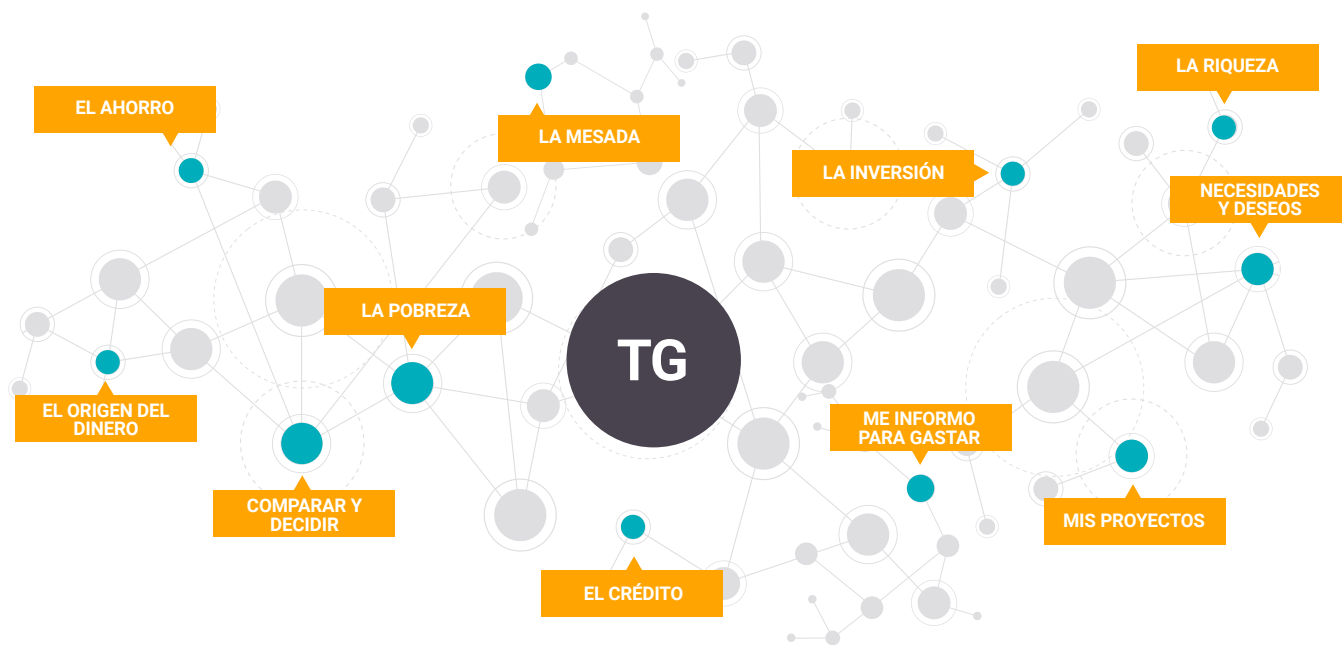 LA RIQUEZA
EL AHORRO
LA MESADA
LA INVERSIÓN
NECESIDADES
Y DESEOS
LA POBREZA
TG
EL ORIGEN DEL
DINERO
ME INFORMO
PARA GASTAR
COMPARAR Y
DECIDIR
MIS PROYECTOS
EL CRÉDITO